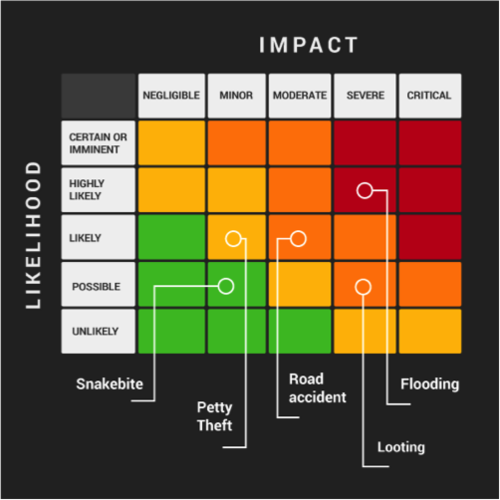 IMPACT
NEGLIGIBLE MINOR MODERATE SEVERE CRITICAL
LIKELIHOOD
CERTAIN OR
IMMINENT
HIGHLY
LIKELY
LIKELY
POSSIBLE
UNLIKELY
Snakebite
Petty
Theft
Road
accident
Flooding
Looting